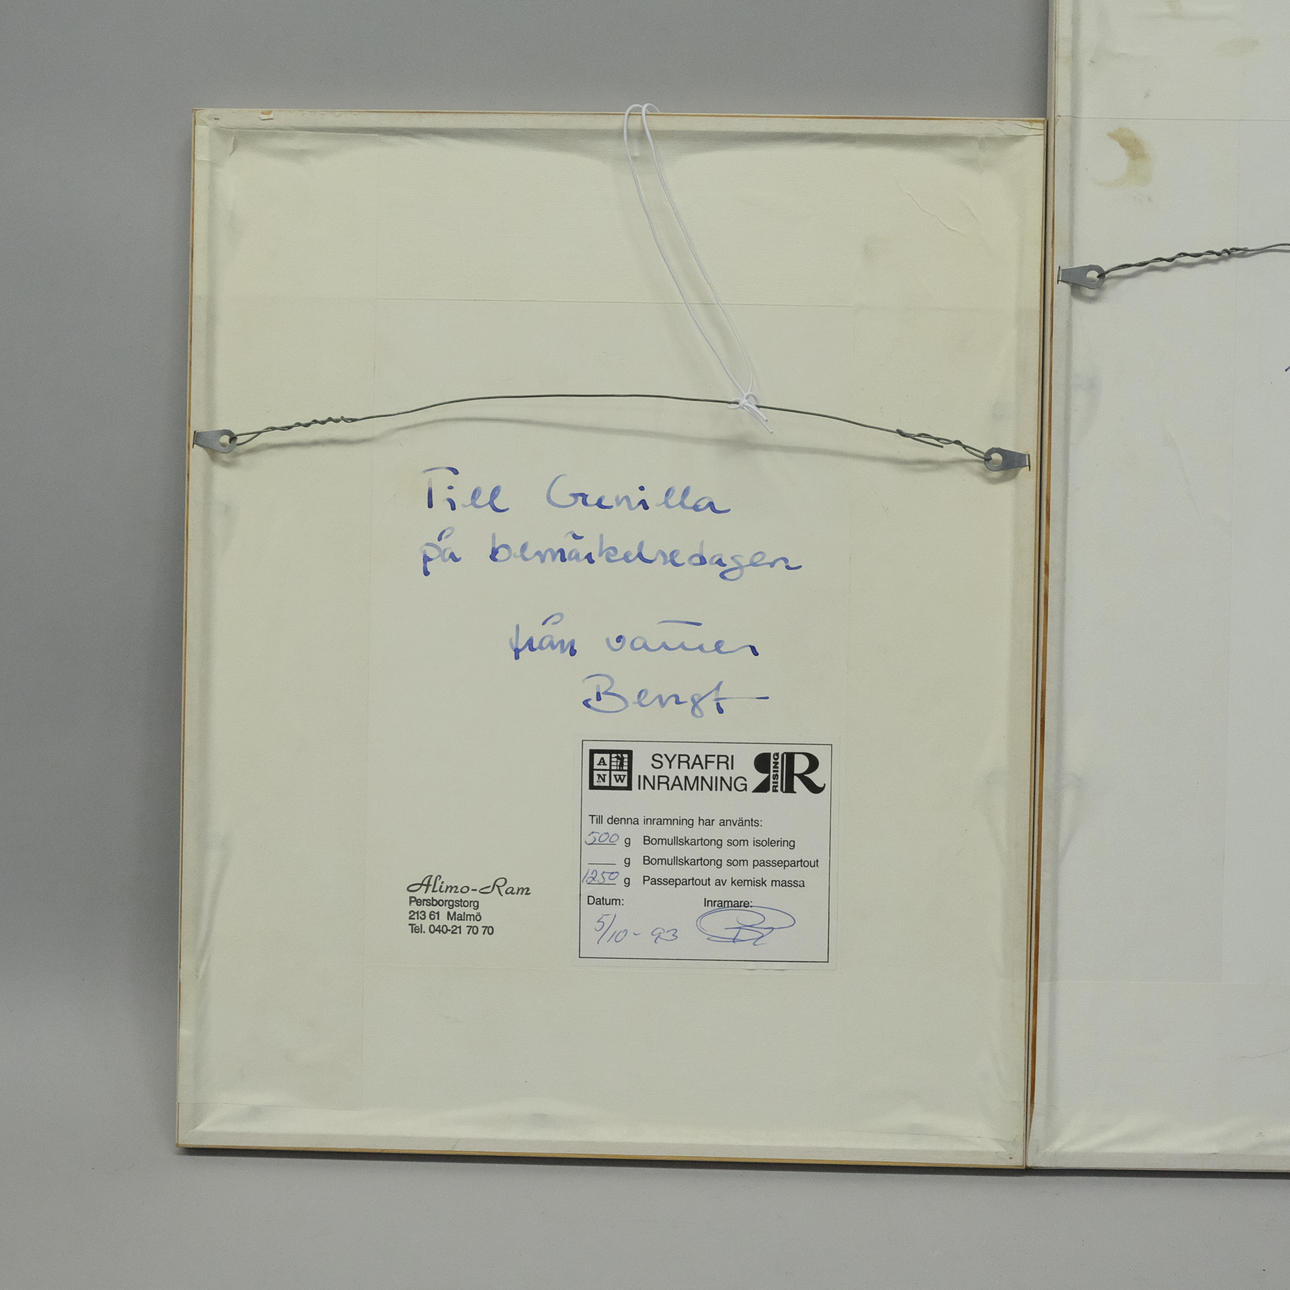 Till Gunilla
på bemärkelsedagen
från vännen
Bengt
A
N W
SYRAFRI
INRAMNING
RISING
R
Till denna inramning har använts:
500 g Bomullskartong som isolering
____ g Bomullskartong som passepartout
1250 g Passepartout av kemisk massa
Datum: Inramare:
5/10-93
Alimo-Ram
Persborgstorg
213 61 Malmö
Tel. 040-21 70 70